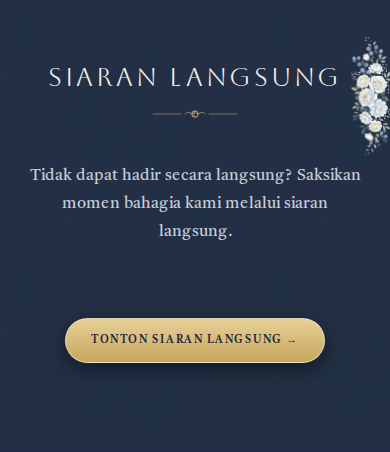 SIARAN LANGSUNG
Tidak dapat hadir secara langsung? Saksikan
momen bahagia kami melalui siaran
langsung.
TONTON SIARAN LANGSUNG →